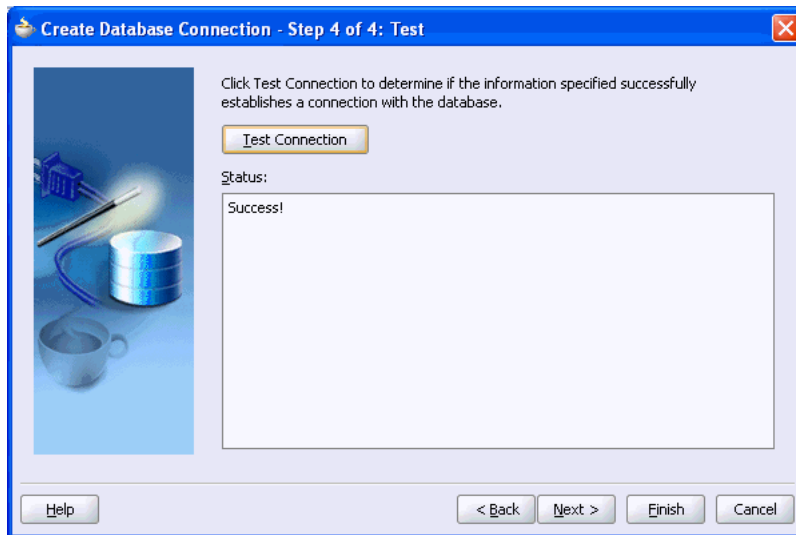 Create Database Connection - Step 4 of 4: Test
Click Test Connection to determine if the information specified successfully
establishes a connection with the database.
Test Connection
Status:
Success!
Help
< Back
Next >
Finish
Cancel